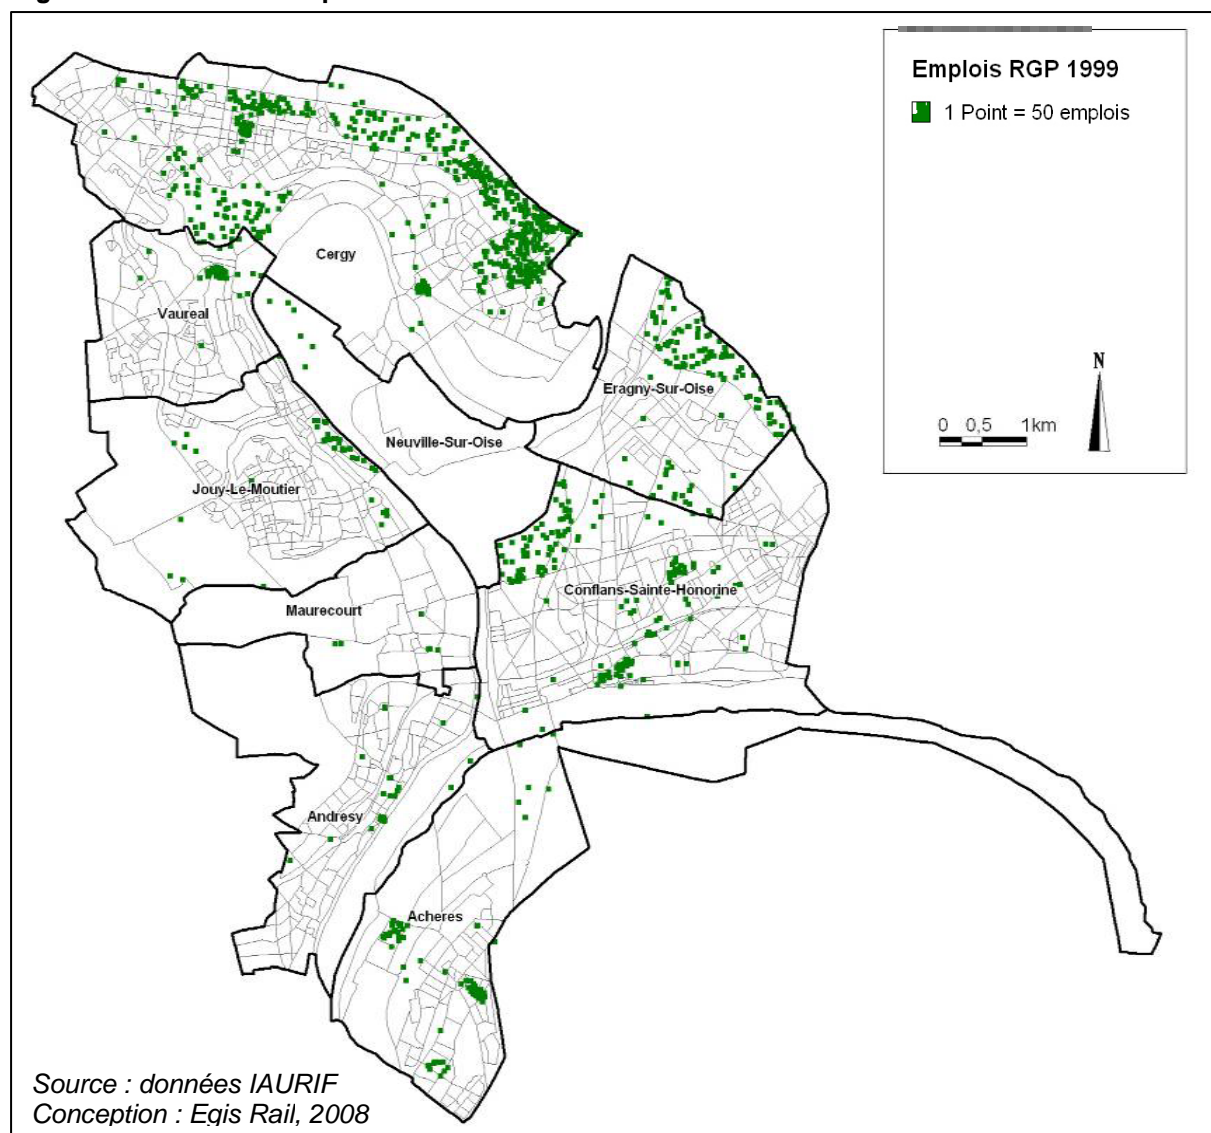 Emplois RGP 1999
1 Point = 50 emplois
N
0 0,5 1km
Cergy
Vaureal
Eragny-Sur-Oise
Neuville-Sur-Oise
Jouy-Le-Moutier
Conflans-Sainte-Honorine
Maurecourt
Andresy
Acheres
Source : données IAURIF
Conception : Egis Rail, 2008